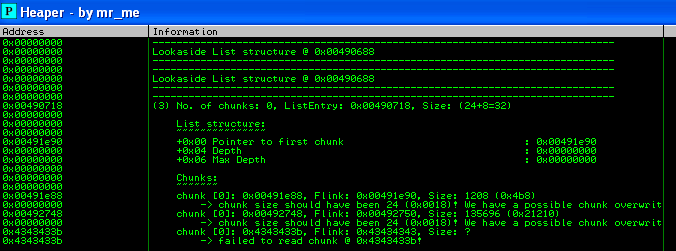 P Heaper - by mr_me
Address Information
0x00000000 ----------------------------------------------------------------
0x00000000 Lookaside List structure @ 0x00490688
0x00000000 ----------------------------------------------------------------
0x00000000
0x00000000 ----------------------------------------------------------------
0x00000000 Lookaside List structure @ 0x00490688
0x00000000 ----------------------------------------------------------------
0x00000000 ----------------------------------------------------------------
0x00490718 (3) No. of chunks: 0, ListEntry: 0x00490718, Size: (24+8=32)
0x00000000
0x00000000 List structure:
0x00000000 ~~~~~~~~~~~~~~~
0x00000000 +0x00 Pointer to first chunk : 0x00491e90
0x00000000 +0x04 Depth : 0x00000000
0x00000000 +0x06 Max Depth : 0x00000000
0x00000000
0x00000000 Chunks:
0x00000000 ~~~~~~~
0x00491e88 chunk [0]: 0x00491e88, Flink: 0x00491e90, Size: 1208 (0x4b8)
0x00000000 -> chunk size should have been 24 (0x0018)! We have a possible chunk overwrit
0x00492748 chunk [0]: 0x00492748, Flink: 0x00492750, Size: 135696 (0x21210)
0x00000000 -> chunk size should have been 24 (0x0018)! We have a possible chunk overwrit
0x4343433b chunk [0]: 0x4343433b, Flink: 0x43434343, Size: ?
0x4343433b -> failed to read chunk @ 0x4343433b!